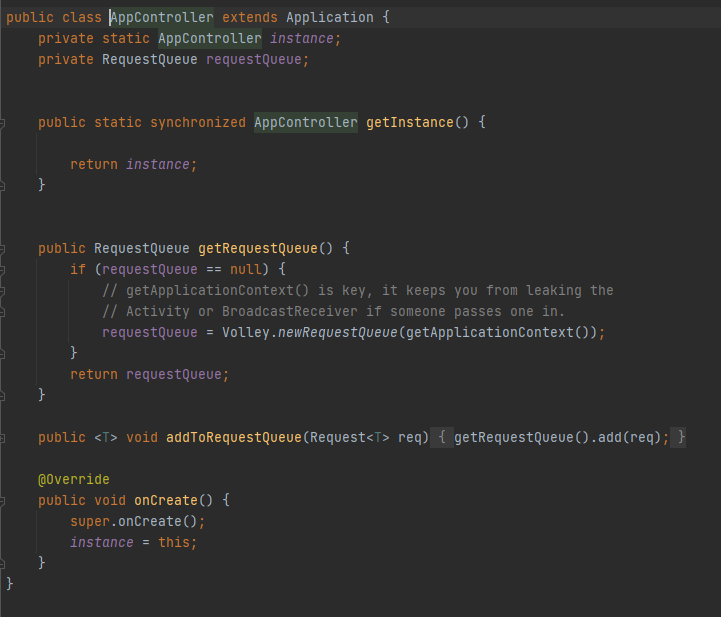 public class AppController extends Application {
    private static AppController instance;
    private RequestQueue requestQueue;
    public static synchronized AppController getInstance() {
        return instance;
    }
    public RequestQueue getRequestQueue() {
        if (requestQueue == null) {
            // getApplicationContext() is key, it keeps you from leaking the
            // Activity or BroadcastReceiver if someone passes one in.
            requestQueue = Volley.newRequestQueue(getApplicationContext());
        }
        return requestQueue;
    }
    public <T> void addToRequestQueue(Request<T> req) { getRequestQueue().add(req); }
    @Override
    public void onCreate() {
        super.onCreate();
        instance = this;
    }
}